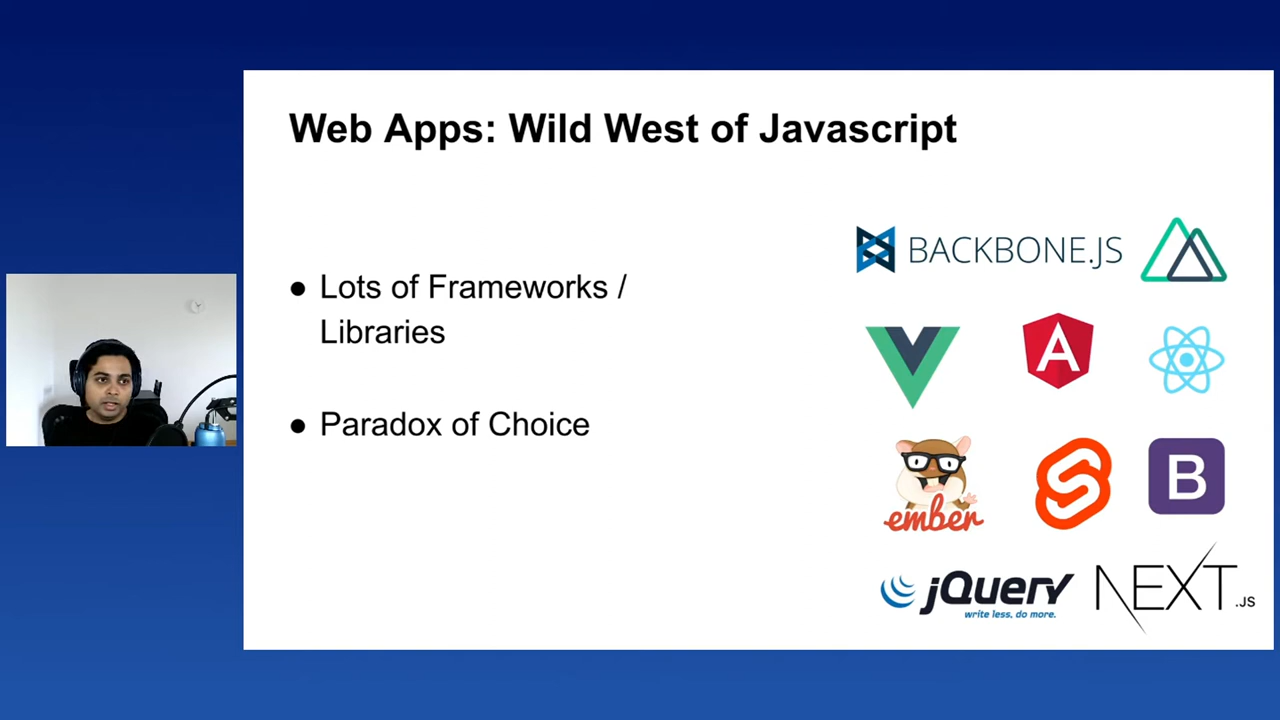 Web Apps: Wild West of Javascript
● Lots of Frameworks /
Libraries
● Paradox of Choice
BACKBONE.JS
A
ember
B
jQuery
write less, do more.
NEXT.JS